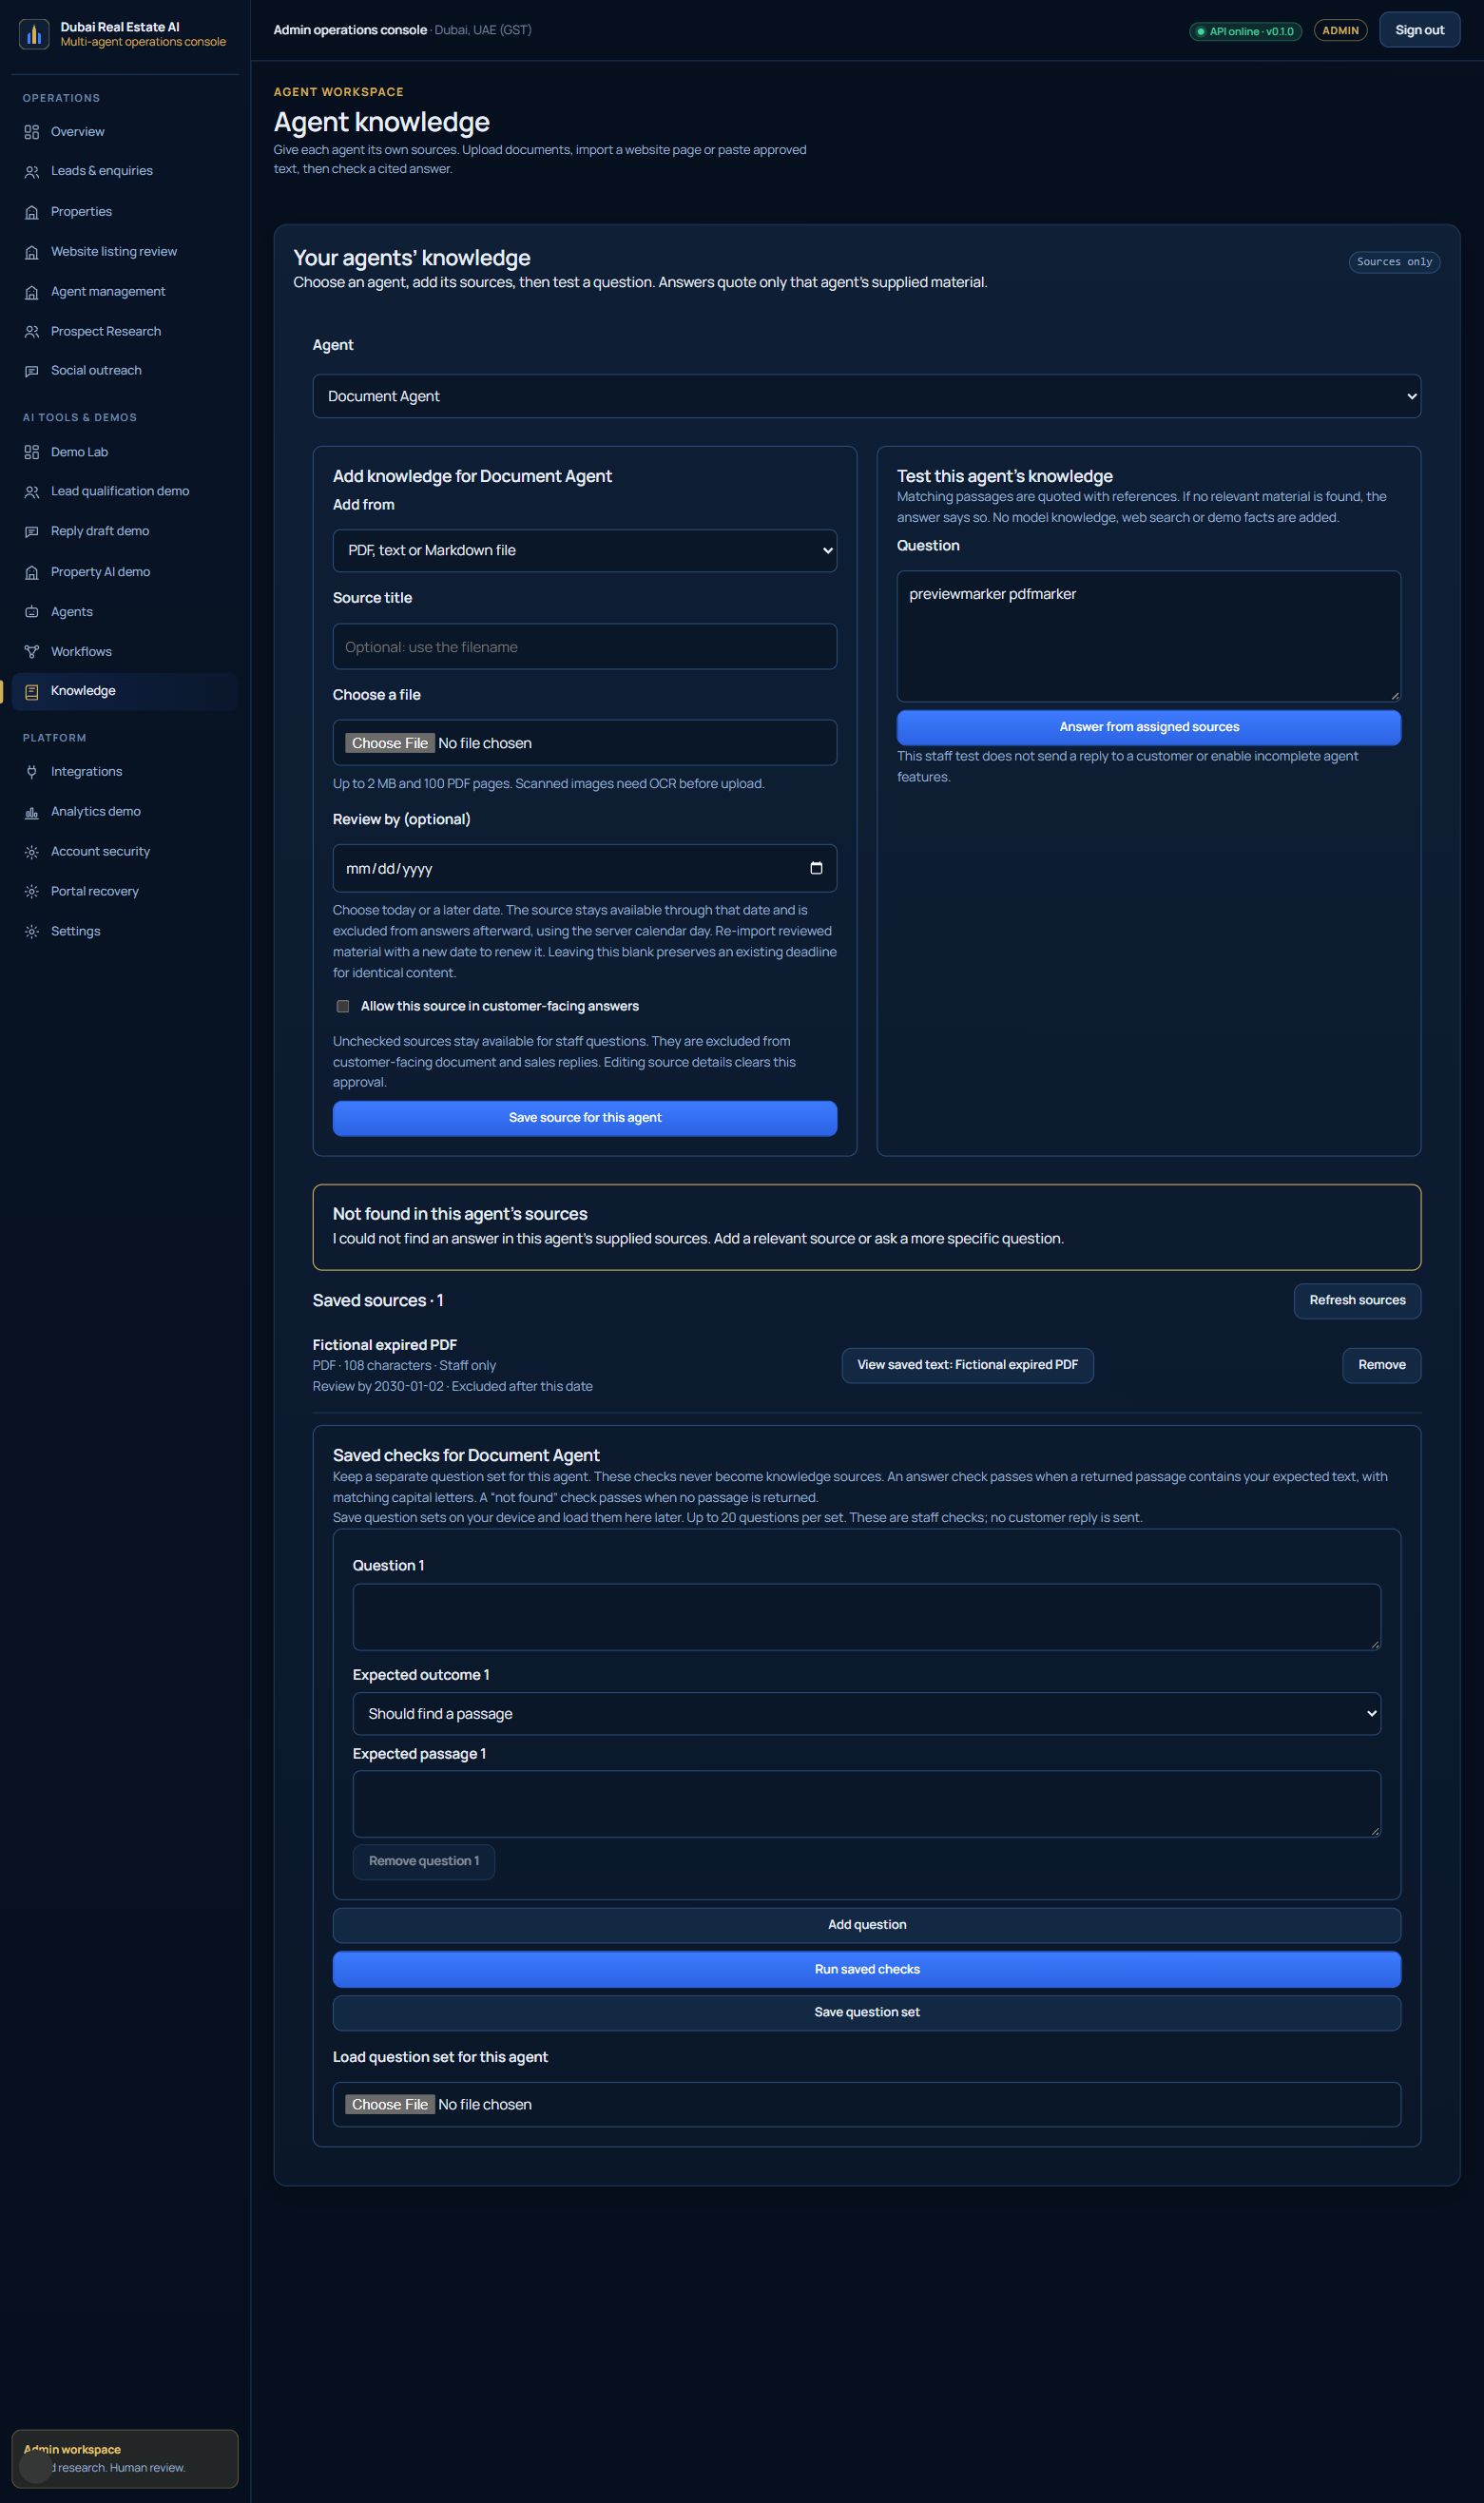 Dubai Real Estate AI
Multi-agent operations console
OPERATIONS
Overview
Leads & enquiries
Properties
Website listing review
Agent management
Prospect Research
Social outreach
AI TOOLS & DEMOS
Demo Lab
Lead qualification demo
Reply draft demo
Property AI demo
Agents
Workflows
Knowledge
PLATFORM
Integrations
Analytics demo
Account security
Portal recovery
Settings
Admin workspace
research. Human review.
Admin operations console · Dubai, UAE (GST)
API online · v0.1.0
ADMIN
Sign out
AGENT WORKSPACE
Agent knowledge
Give each agent its own sources. Upload documents, import a website page or paste approved
text, then check a cited answer.
Your agents’ knowledge
Choose an agent, add its sources, then test a question. Answers quote only that agent’s supplied material.
Sources only
Agent
Document Agent
Add knowledge for Document Agent
Add from
PDF, text or Markdown file
Source title
Optional: use the filename
Choose a file
Choose File No file chosen
Up to 2 MB and 100 PDF pages. Scanned images need OCR before upload.
Review by (optional)
mm/dd/yyyy
Choose today or a later date. The source stays available through that date and is
excluded from answers afterward, using the server calendar day. Re-import reviewed
material with a new date to renew it. Leaving this blank preserves an existing deadline
for identical content.
Allow this source in customer-facing answers
Unchecked sources stay available for staff questions. They are excluded from
customer-facing document and sales replies. Editing source details clears this
approval.
Save source for this agent
Test this agent’s knowledge
Matching passages are quoted with references. If no relevant material is found, the
answer says so. No model knowledge, web search or demo facts are added.
Question
previewmarker pdfmarker
Answer from assigned sources
This staff test does not send a reply to a customer or enable incomplete agent
features.
Not found in this agent’s sources
I could not find an answer in this agent’s supplied sources. Add a relevant source or ask a more specific question.
Saved sources · 1
Refresh sources
Fictional expired PDF
PDF · 108 characters · Staff only
Review by 2030-01-02 · Excluded after this date
View saved text: Fictional expired PDF
Remove
Saved checks for Document Agent
Keep a separate question set for this agent. These checks never become knowledge sources. An answer check passes when a returned passage contains your expected text, with
matching capital letters. A “not found” check passes when no passage is returned.
Save question sets on your device and load them here later. Up to 20 questions per set. These are staff checks; no customer reply is sent.
Question 1
Expected outcome 1
Should find a passage
Expected passage 1
Remove question 1
Add question
Run saved checks
Save question set
Load question set for this agent
Choose File No file chosen